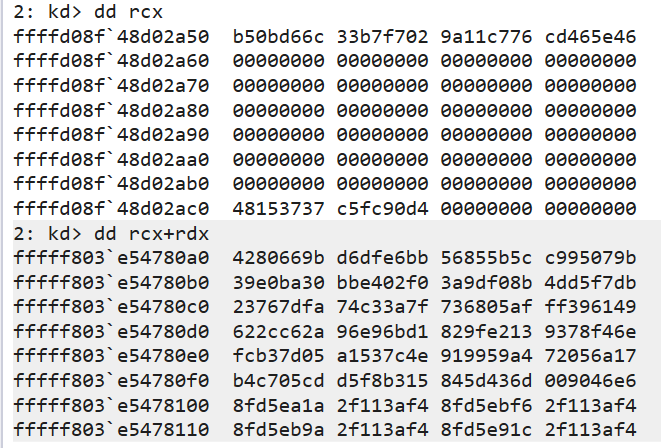 2: kd> dd rcx
ffffd08f`48d02a50  b50bd66c 33b7f702 9a11c776 cd465e46
ffffd08f`48d02a60  00000000 00000000 00000000 00000000
ffffd08f`48d02a70  00000000 00000000 00000000 00000000
ffffd08f`48d02a80  00000000 00000000 00000000 00000000
ffffd08f`48d02a90  00000000 00000000 00000000 00000000
ffffd08f`48d02aa0  00000000 00000000 00000000 00000000
ffffd08f`48d02ab0  00000000 00000000 00000000 00000000
ffffd08f`48d02ac0  48153737 c5fc90d4 00000000 00000000
2: kd> dd rcx+rdx
fffff803`e54780a0  4280669b d6dfe6bb 56855b5c c995079b
fffff803`e54780b0  39e0ba30 bbe402f0 3a9df08b 4dd5f7db
fffff803`e54780c0  23767dfa 74c33a7f 736805af ff396149
fffff803`e54780d0  622cc62a 96e96bd1 829fe213 9378f46e
fffff803`e54780e0  fcb37d05 a1537c4e 919959a4 72056a17
fffff803`e54780f0  b4c705cd d5f8b315 845d436d 009046e6
fffff803`e5478100  8fd5ea1a 2f113af4 8fd5ebf6 2f113af4
fffff803`e5478110  8fd5eb9a 2f113af4 8fd5e91c 2f113af4